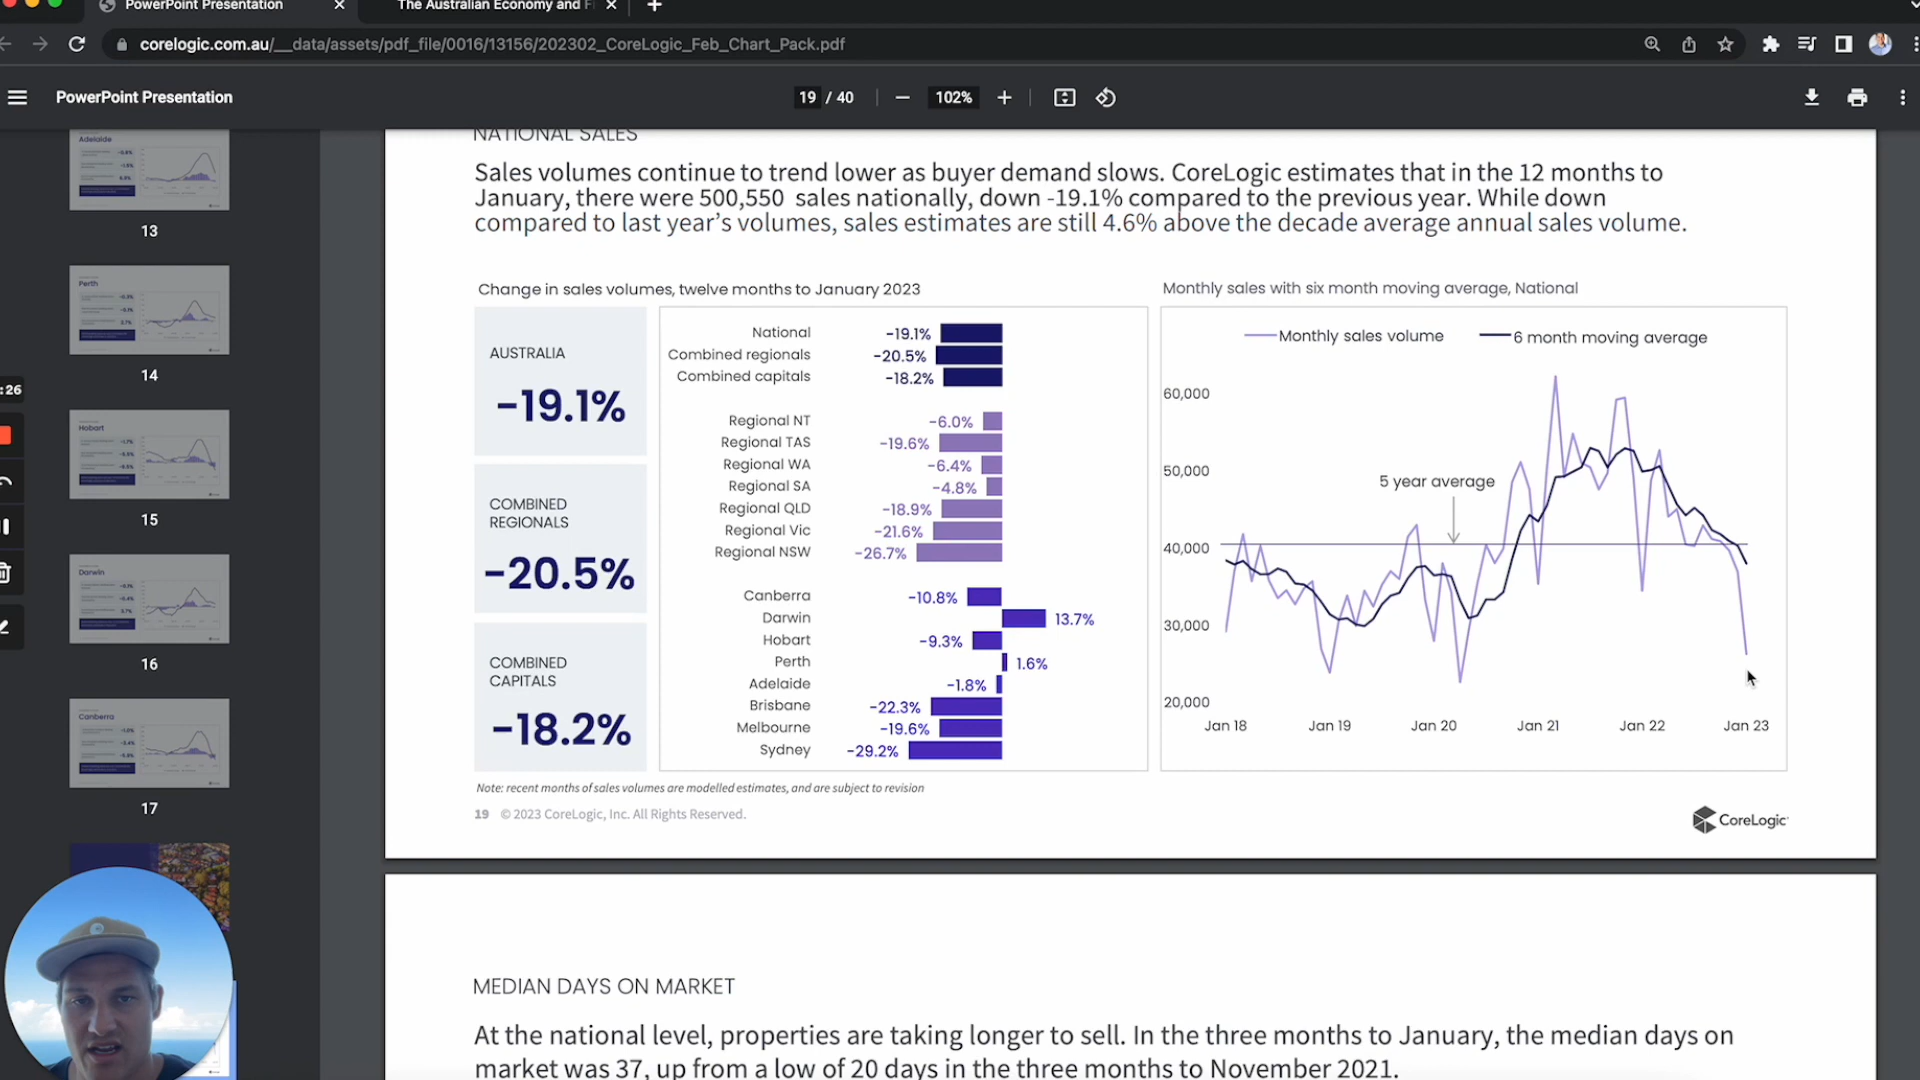 PowerPoint Presentation
The Australian Economy and F
corelogic.com.au/__data/assets/pdf_file/0016/13156/202302_CoreLogic_Feb_Chart_Pack.pdf
PowerPoint Presentation
19 / 40
102%
Adelaide
13
Perth
14
:26
Hobart
15
Darwin
16
Canberra
17
NATIONAL SALES
Sales volumes continue to trend lower as buyer demand slows. CoreLogic estimates that in the 12 months to
January, there were 500,550 sales nationally, down -19.1% compared to the previous year. While down
compared to last year's volumes, sales estimates are still 4.6% above the decade average annual sales volume.
Change in sales volumes, twelve months to January 2023
AUSTRALIA
-19.1%
COMBINED
REGIONALS
-20.5%
COMBINED
CAPITALS
-18.2%
National -19.1%
Combined regionals -20.5%
Combined capitals -18.2%
Regional NT -6.0%
Regional TAS -19.6%
Regional WA -6.4%
Regional SA -4.8%
Regional QLD -18.9%
Regional Vic -21.6%
Regional NSW -26.7%
Canberra -10.8%
Darwin 13.7%
Hobart -9.3%
Perth 1.6%
Adelaide -1.8%
Brisbane -22.3%
Melbourne -19.6%
Sydney -29.2%
Monthly sales with six month moving average, National
Monthly sales volume 6 month moving average
60,000
50,000
5 year average
40,000
30,000
20,000
Jan 18 Jan 19 Jan 20 Jan 21 Jan 22 Jan 23
Note: recent months of sales volumes are modelled estimates, and are subject to revision
19 © 2023 CoreLogic, Inc. All Rights Reserved.
CoreLogic
MEDIAN DAYS ON MARKET
At the national level, properties are taking longer to sell. In the three months to January, the median days on
market was 37, up from a low of 20 days in the three months to November 2021.